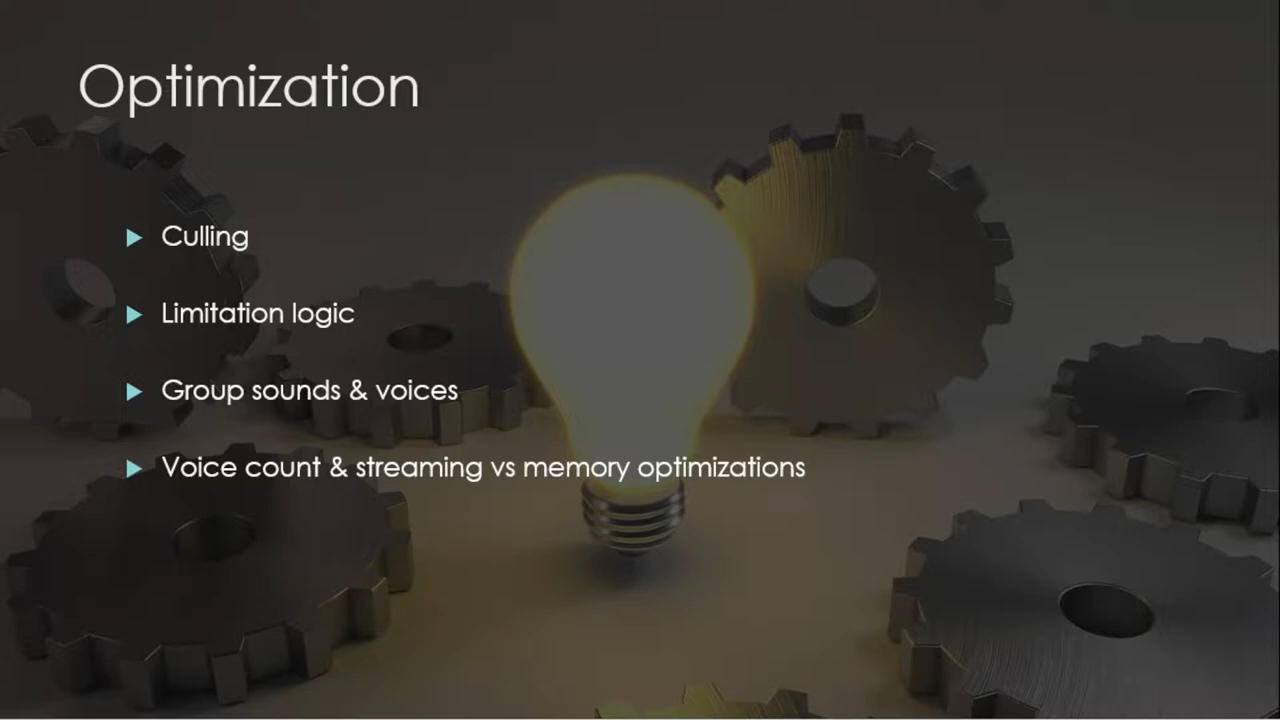 Optimization
Culling
Limitation logic
Group sounds & voices
Voice count & streaming vs memory optimizations